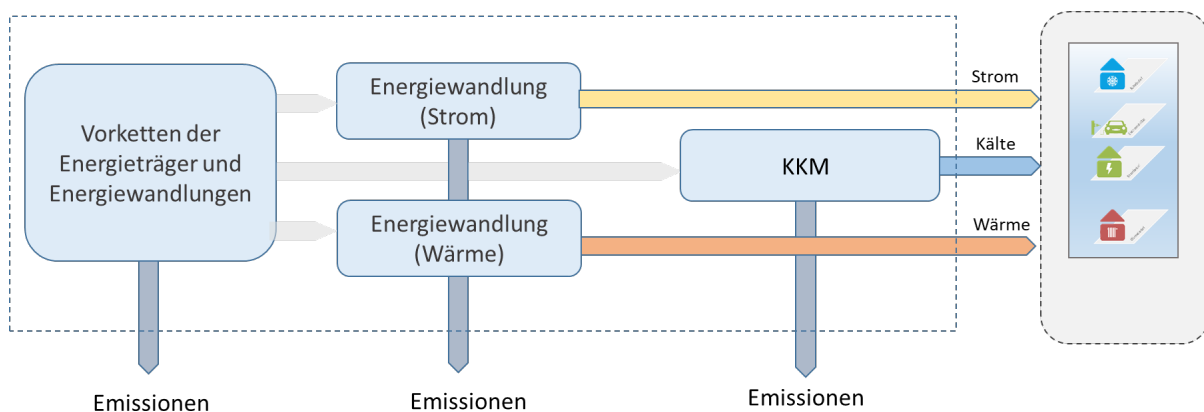 Vorketten der
Energieträger und
Energiewandlungen
Energiewandlung
(Strom)
Energiewandlung
(Wärme)
KKM
Strom
Kälte
Wärme
Emissionen
Emissionen
Emissionen